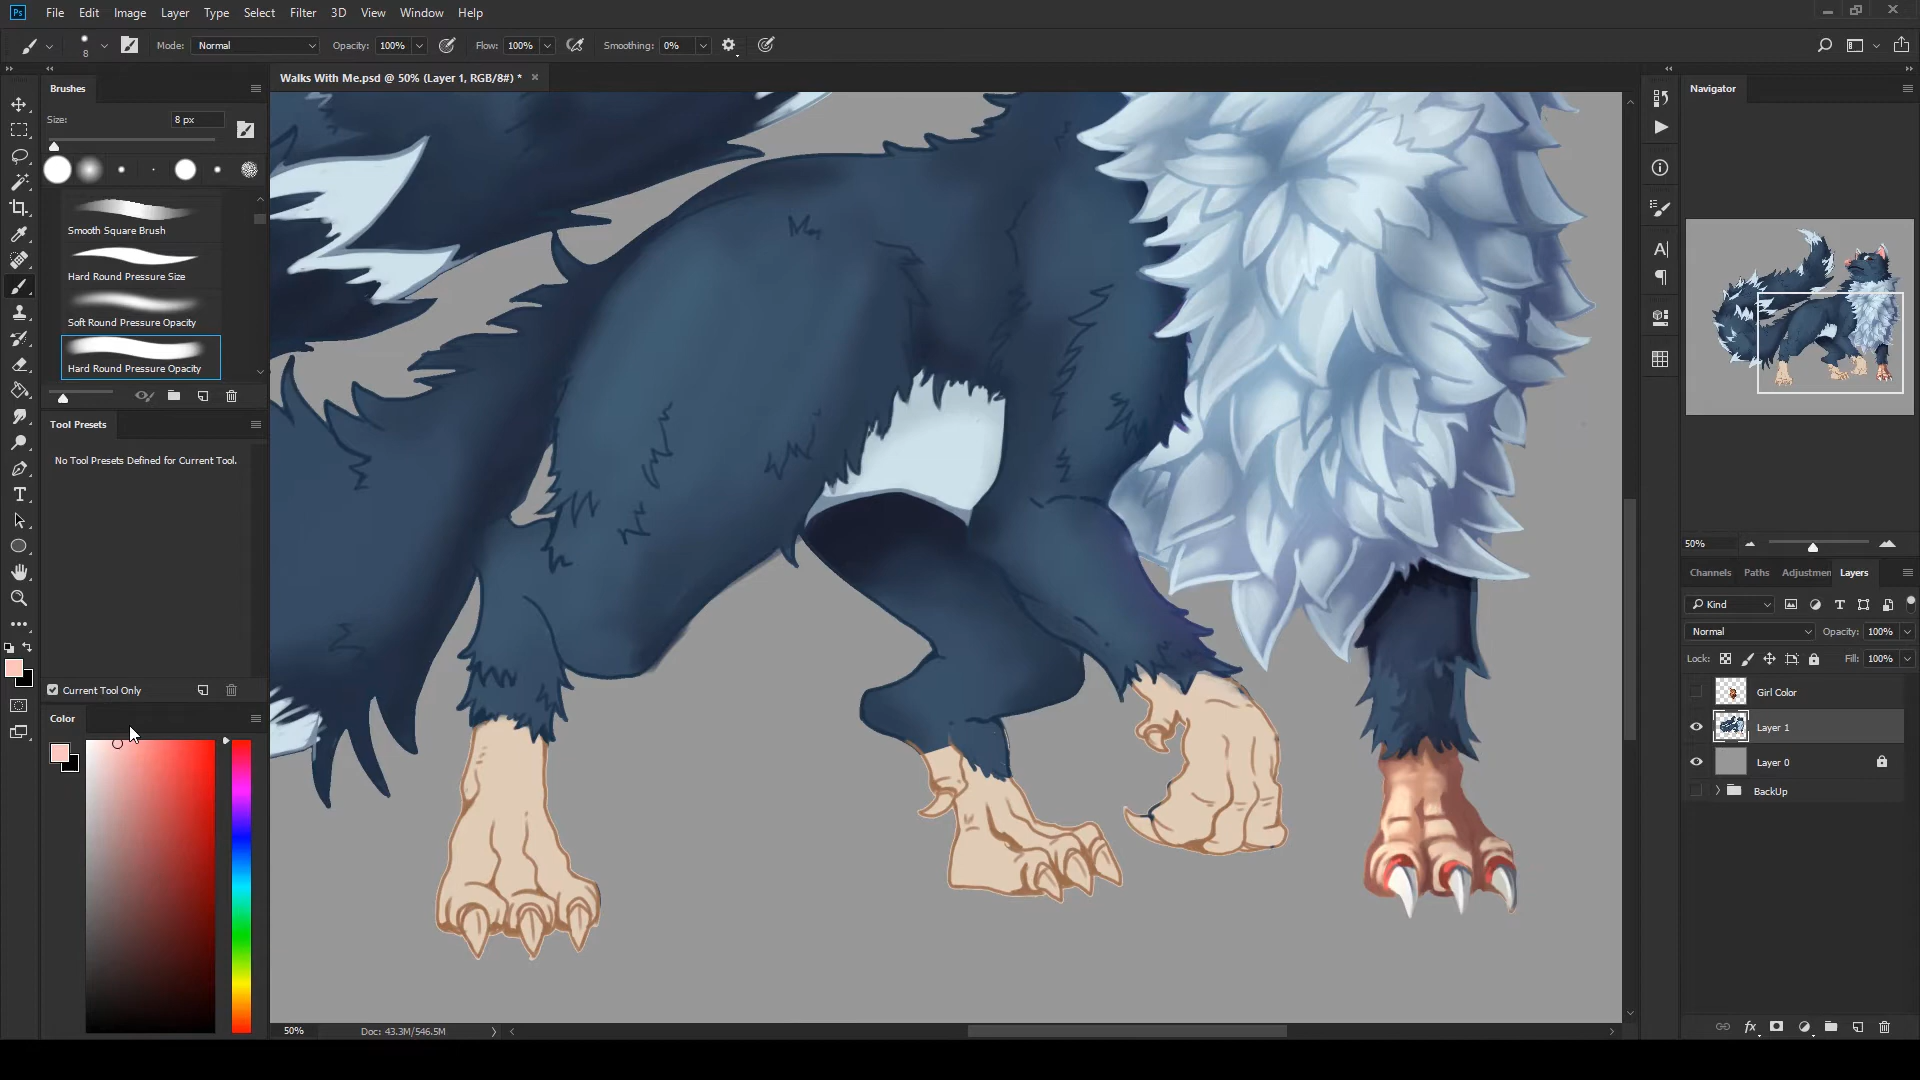 Ps File Edit Image Layer Type Select Filter 3D View Window Help
8 Mode: Normal Opacity: 100% Flow: 100% Smoothing: 0%
Walks With Me.psd @ 50% (Layer 1, RGB/8#) *
Brushes
Size: 8 px
Smooth Square Brush
Hard Round Pressure Size
Soft Round Pressure Opacity
Hard Round Pressure Opacity
Tool Presets
No Tool Presets Defined for Current Tool.
Current Tool Only
Color
50% Doc: 43.3M/546.5M
Navigator
50%
Channels Paths Adjustmen Layers
Kind
Normal Opacity: 100%
Lock: Fill: 100%
Girl Color
Layer 1
Layer 0
BackUp